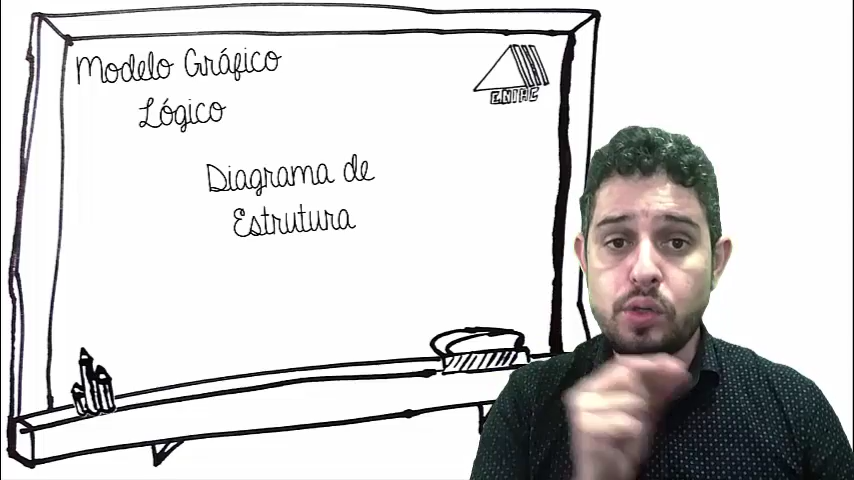 Modelo Gráfico
Lógico
ENIAC
Diagrama de
Estrutura